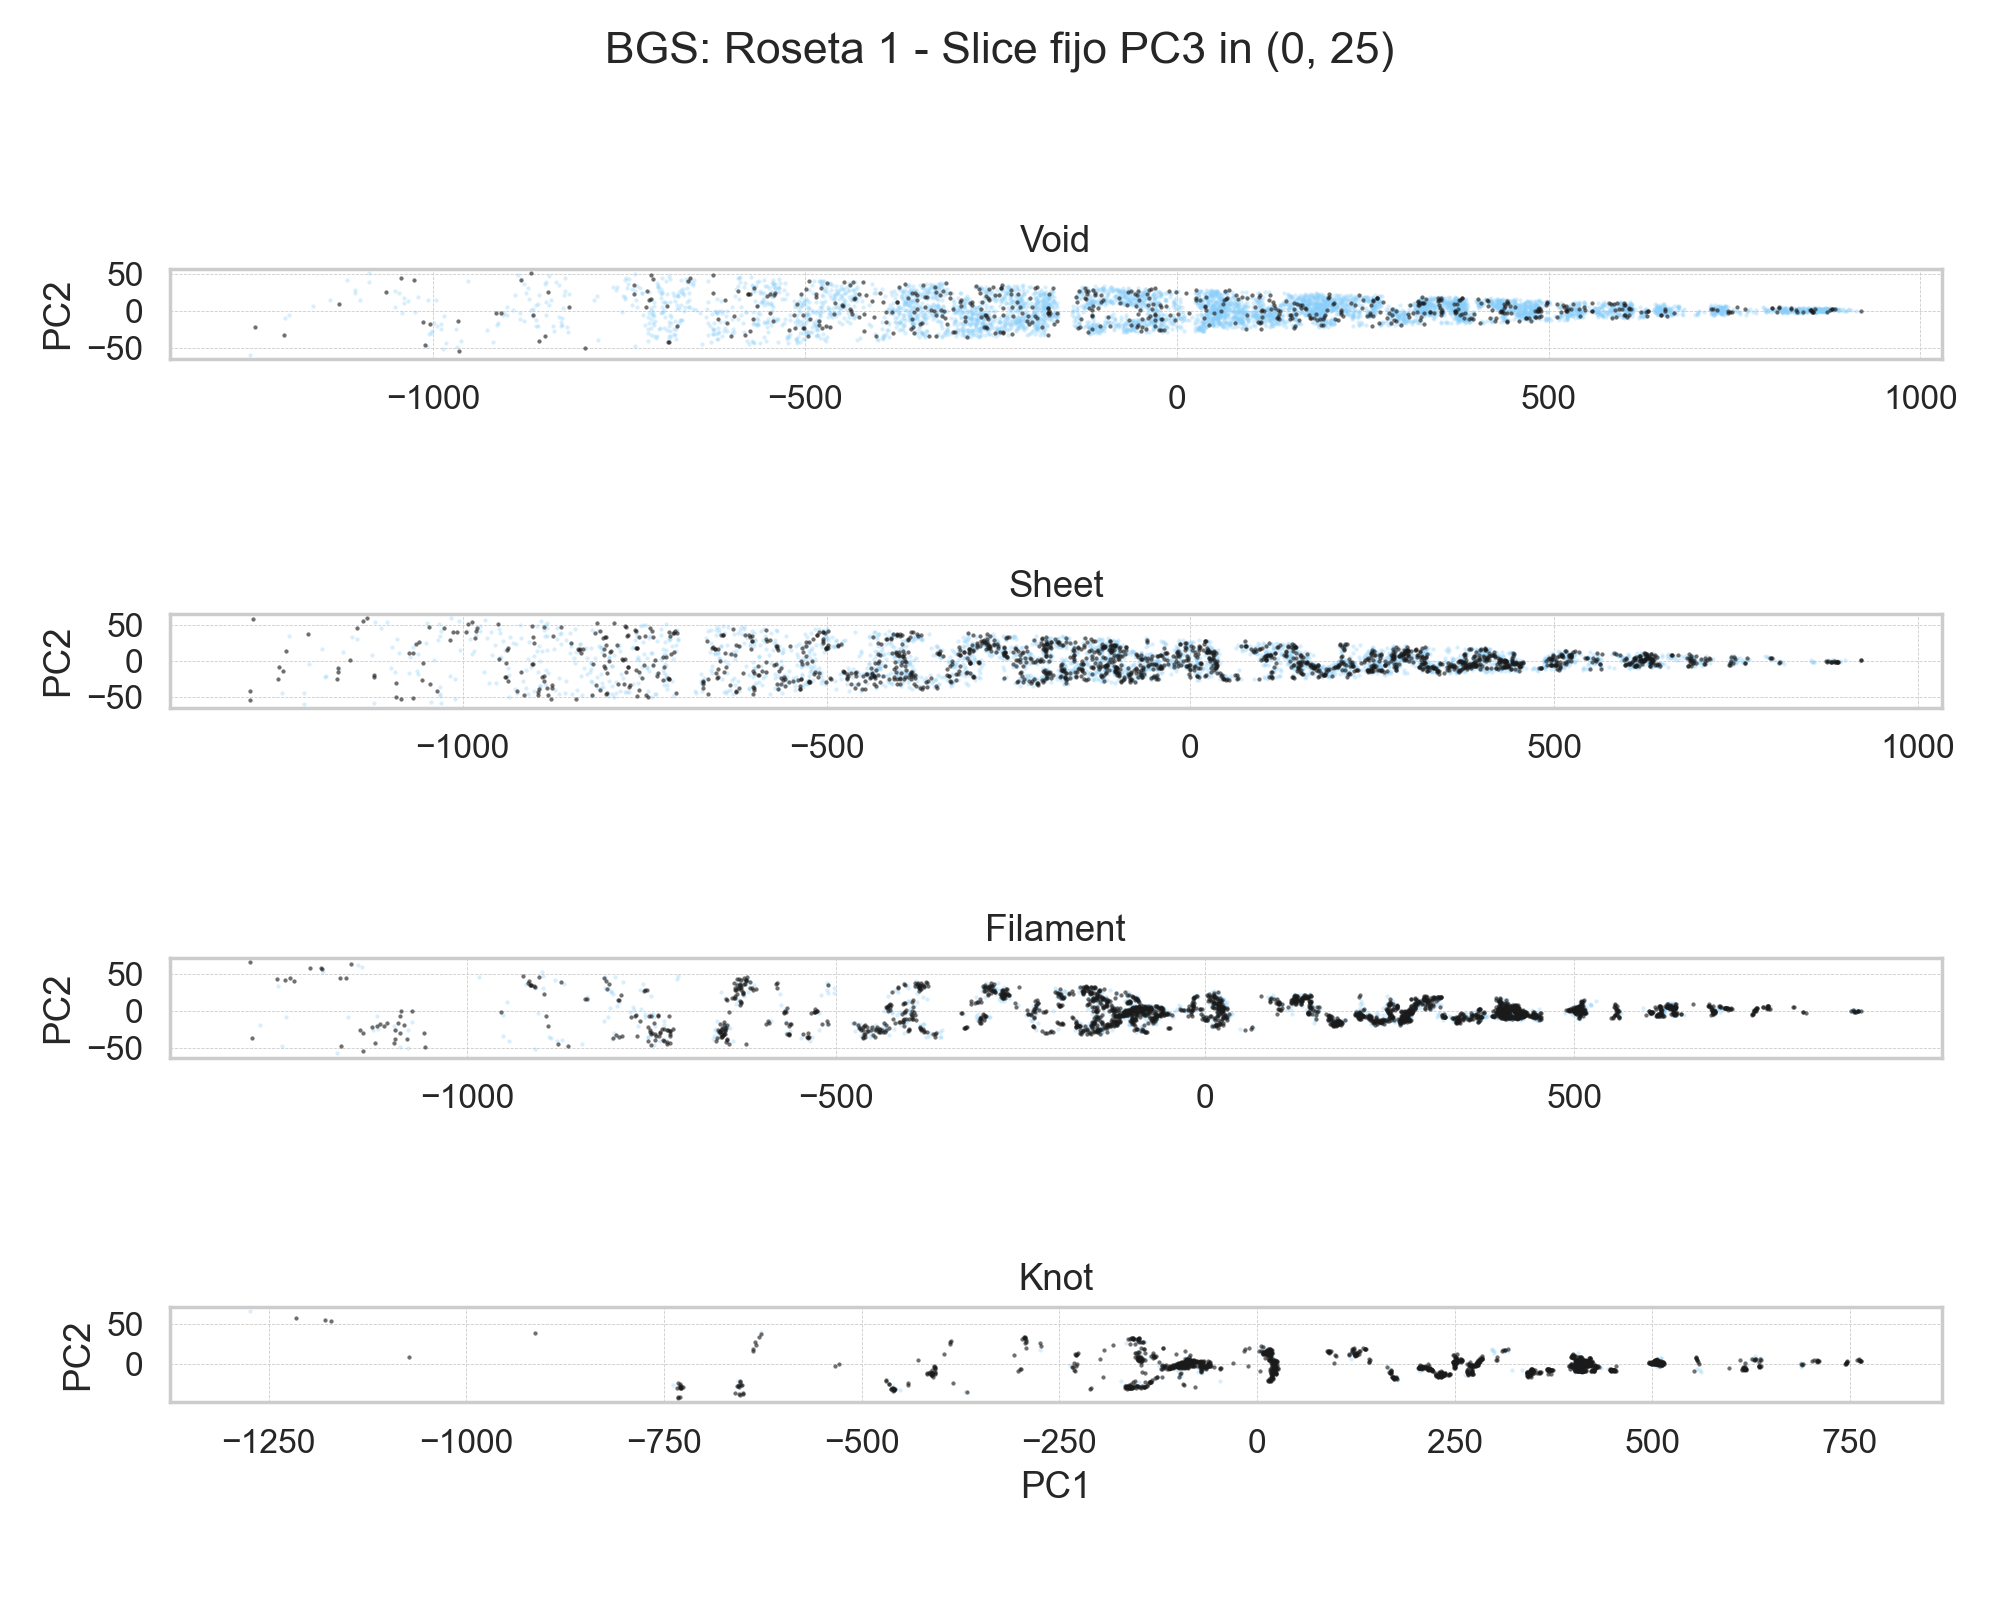 BGS: Roseta 1 - Slice fijo PC3 in (0, 25)
Void
PC2
50
0
−50
−1000 −500 0 500 1000
Sheet
PC2
50
0
−50
−1000 −500 0 500 1000
Filament
PC2
50
0
−50
−1000 −500 0 500
Knot
PC2
50
0
−1250 −1000 −750 −500 −250 0 250 500 750
PC1